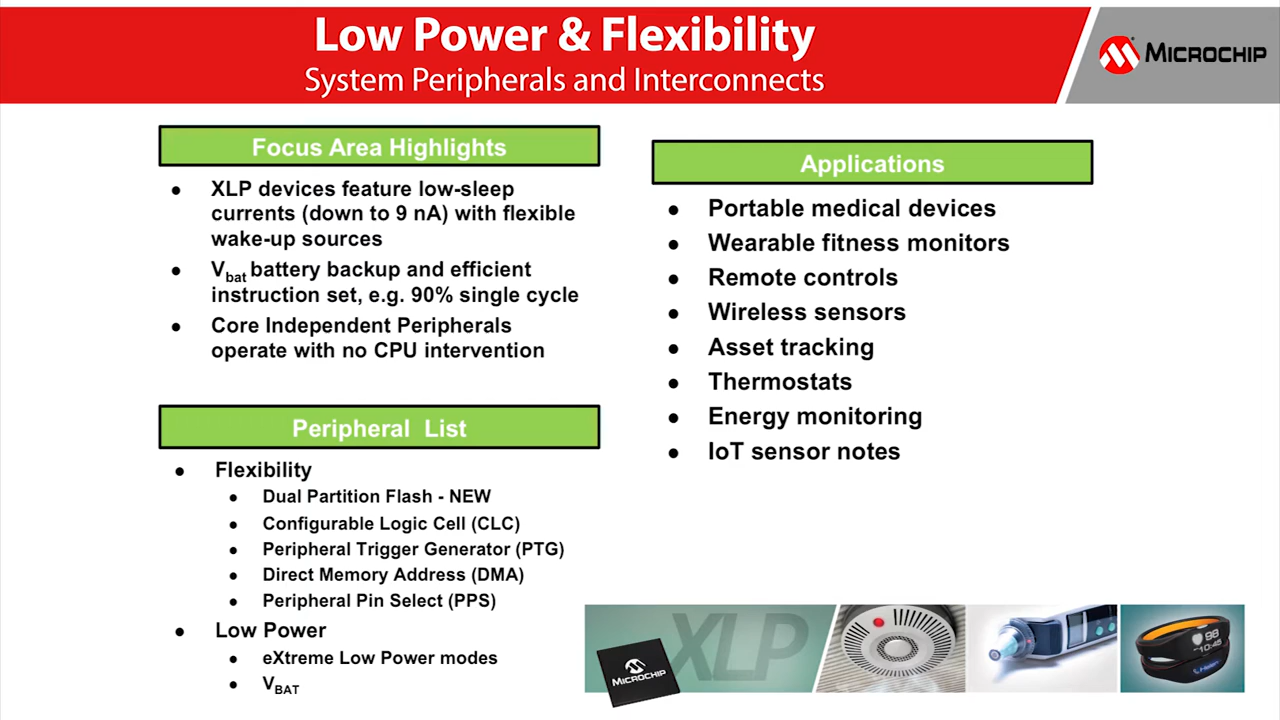 Low Power & Flexibility
System Peripherals and Interconnects
MICROCHIP
Focus Area Highlights
● XLP devices feature low-sleep
currents (down to 9 nA) with flexible
wake-up sources
● Vbat battery backup and efficient
instruction set, e.g. 90% single cycle
● Core Independent Peripherals
operate with no CPU intervention
Peripheral List
● Flexibility
● Dual Partition Flash - NEW
● Configurable Logic Cell (CLC)
● Peripheral Trigger Generator (PTG)
● Direct Memory Address (DMA)
● Peripheral Pin Select (PPS)
● Low Power
● eXtreme Low Power modes
● VBAT
Applications
● Portable medical devices
● Wearable fitness monitors
● Remote controls
● Wireless sensors
● Asset tracking
● Thermostats
● Energy monitoring
● IoT sensor notes
XLP
MICROCHIP
98
10:45